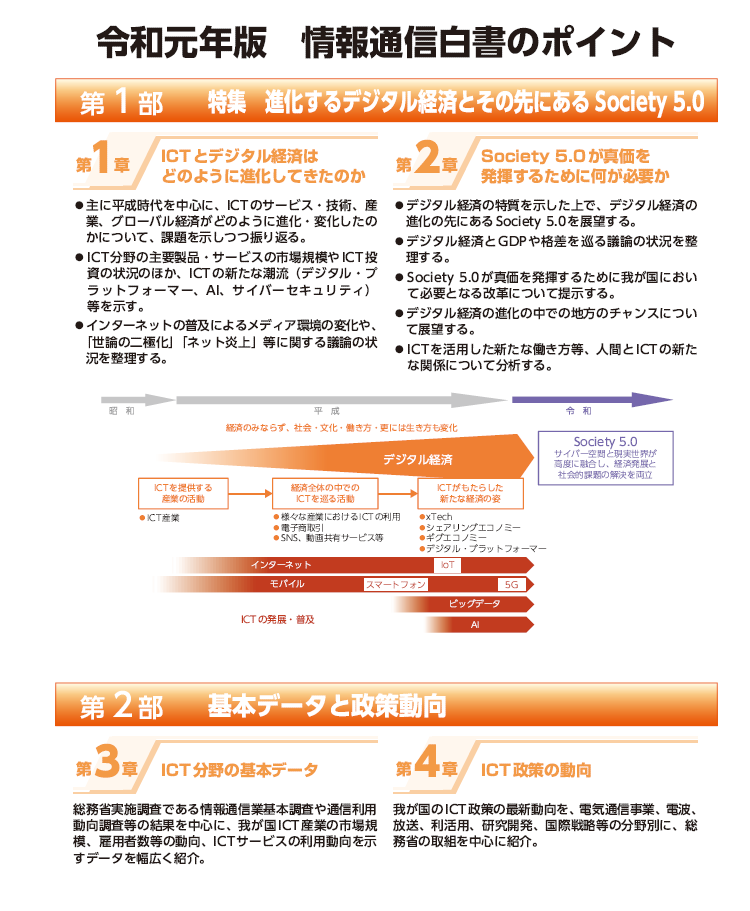 令和元年版　情報通信白書のポイント
第1部　特集　進化するデジタル経済とその先にある Society 5.0
第1章
ICTとデジタル経済は
どのように進化してきたのか
●主に平成時代を中心に、ICTのサービス・技術、産
業、グローバル経済がどのように進化・変化したの
かについて、課題を示しつつ振り返る。
●ICT分野の主要製品・サービスの市場規模やICT投
資の状況のほか、ICTの新たな潮流（デジタル・プ
ラットフォーマー、AI、サイバーセキュリティ）
等を示す。
●インターネットの普及によるメディア環境の変化や、
「世論の二極化」「ネット炎上」等に関する議論の状
況を整理する。
第2章
Society 5.0が真価を
発揮するために何が必要か
●デジタル経済の特質を示した上で、デジタル経済の
進化の先にあるSociety 5.0を展望する。
●デジタル経済とGDPや格差を巡る議論の状況を整
理する。
●Society 5.0が真価を発揮するために我が国におい
て必要となる改革について提示する。
●デジタル経済の進化の中での地方のチャンスについ
て展望する。
●ICTを活用した新たな働き方等、人間とICTの新た
な関係について分析する。
昭和
平成
令和
経済のみならず、社会・文化・働き方・更には生き方も変化
デジタル経済
Society 5.0
サイバー空間と現実世界が
高度に融合し、経済発展と
社会的課題の解決を両立
ICTを提供する
産業の活動
経済全体の中での
ICTを巡る活動
ICTがもたらした
新たな経済の姿
●ICT産業
●様々な産業におけるICTの利用
●電子商取引
●SNS、動画共有サービス等
●xTech
●シェアリングエコノミー
●ギグエコノミー
●デジタル・プラットフォーマー
インターネット
IoT
モバイル
スマートフォン
5G
ビッグデータ
AI
ICTの発展・普及
第2部　基本データと政策動向
第3章
ICT分野の基本データ
総務省実施調査である情報通信業基本調査や通信利用
動向調査等の結果を中心に、我が国ICT産業の市場規
模、雇用者数等の動向、ICTサービスの利用動向を示
すデータを幅広く紹介。
第4章
ICT政策の動向
我が国のICT政策の最新動向を、電気通信事業、電波、
放送、利活用、研究開発、国際戦略等の分野別に、総
務省の取組を中心に紹介。